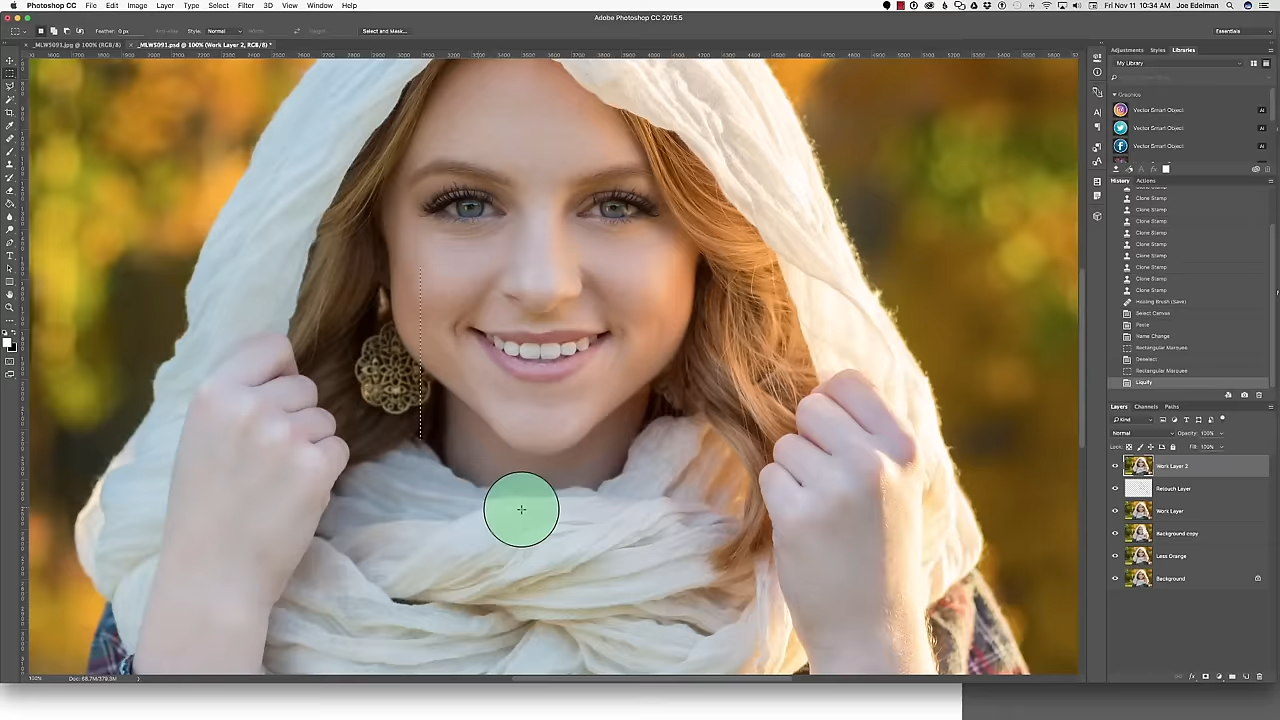 Photoshop CC File Edit Image Layer Type Select Filter 3D View Window Help
Fri Nov 11 10:34 AM Joe Edelman
Adobe Photoshop CC 2015.5
Feather: 0 px Anti-alias Style: Normal Width: Height: Select and Mask... Essentials
_MLW5091.jpg @ 100% (RGB/8) _MLW5091.psd @ 100% (Work Layer 2, RGB/8) *
Adjustments Styles Libraries
My Library
Graphics
Vector Smart Object
Vector Smart Object
Vector Smart Object
History Actions
Clone Stamp
Clone Stamp
Clone Stamp
Clone Stamp
Clone Stamp
Clone Stamp
Clone Stamp
Clone Stamp
Clone Stamp
Clone Stamp
Healing Brush (Save)
Select Canvas
Paste
Name Change
Rectangular Marquee
Deselect
Rectangular Marquee
Liquify
Layers Channels Paths
Kind
Normal Opacity: 100%
Lock: Fill: 100%
Work Layer 2
Retouch Layer
Work Layer
Background copy
Less Orange
Background
100% Doc: 68.7M/379.3M